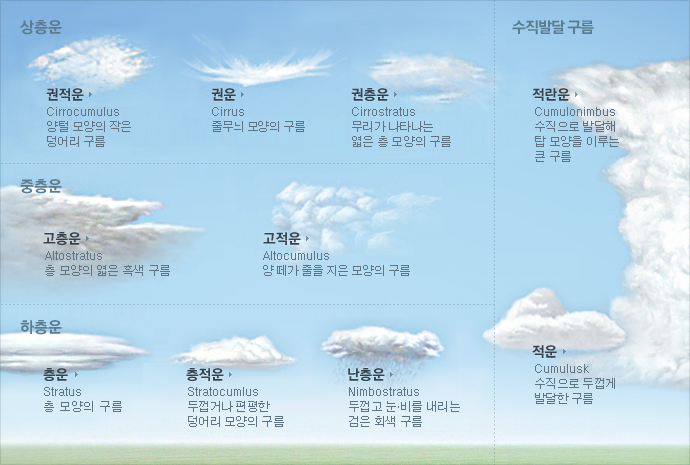 상층운
권적운
Cirrocumulus
양털 모양의 작은
덩어리 구름
권운
Cirrus
줄무늬 모양의 구름
권층운
Cirrostratus
무리가 나타나는
엷은 층 모양의 구름
중층운
고층운
Altostratus
층 모양의 엷은 흑색 구름
고적운
Altocumulus
양 떼가 줄을 지은 모양의 구름
하층운
층운
Stratus
층 모양의 구름
층적운
Stratocumlus
두껍거나 편평한
덩어리 모양의 구름
난층운
Nimbostratus
두껍고 눈·비를 내리는
검은 회색 구름
수직발달 구름
적란운
Cumulonimbus
수직으로 발달해
탑 모양을 이루는
큰 구름
적운
Cumulusk
수직으로 두껍게
발달한 구름